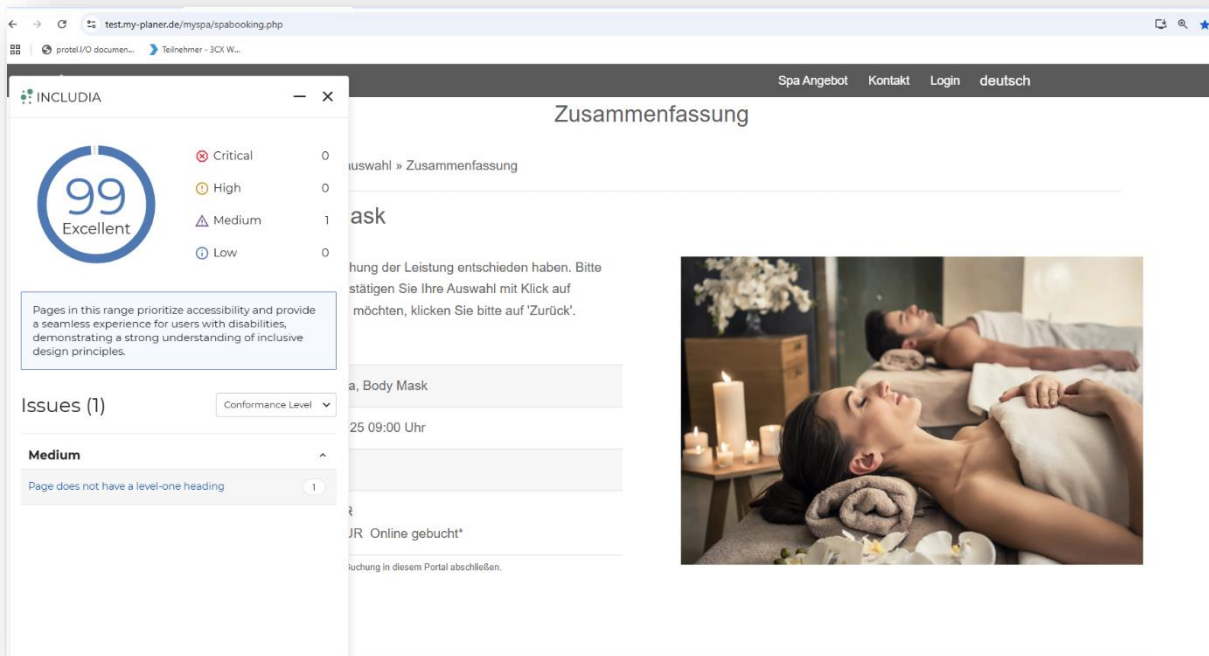 test.my-planer.de/myspa/spabooking.php
protel.I/O documen...
Teilnehmer - 3CX W...
Spa Angebot Kontakt Login deutsch
INCLUDIA
Zusammenfassung
99
Excellent
Critical 0
High 0
Medium 1
Low 0
Pages in this range prioritize accessibility and provide
a seamless experience for users with disabilities,
demonstrating a strong understanding of inclusive
design principles.
Issues (1)
Conformance Level
Medium
Page does not have a level-one heading 1
uswahl » Zusammenfassung
ask
hung der Leistung entschieden haben. Bitte
stätigen Sie Ihre Auswahl mit Klick auf
möchten, klicken Sie bitte auf 'Zurück'.
a, Body Mask
25 09:00 Uhr
R
JR Online gebucht*
uchung in diesem Portal abschließen.